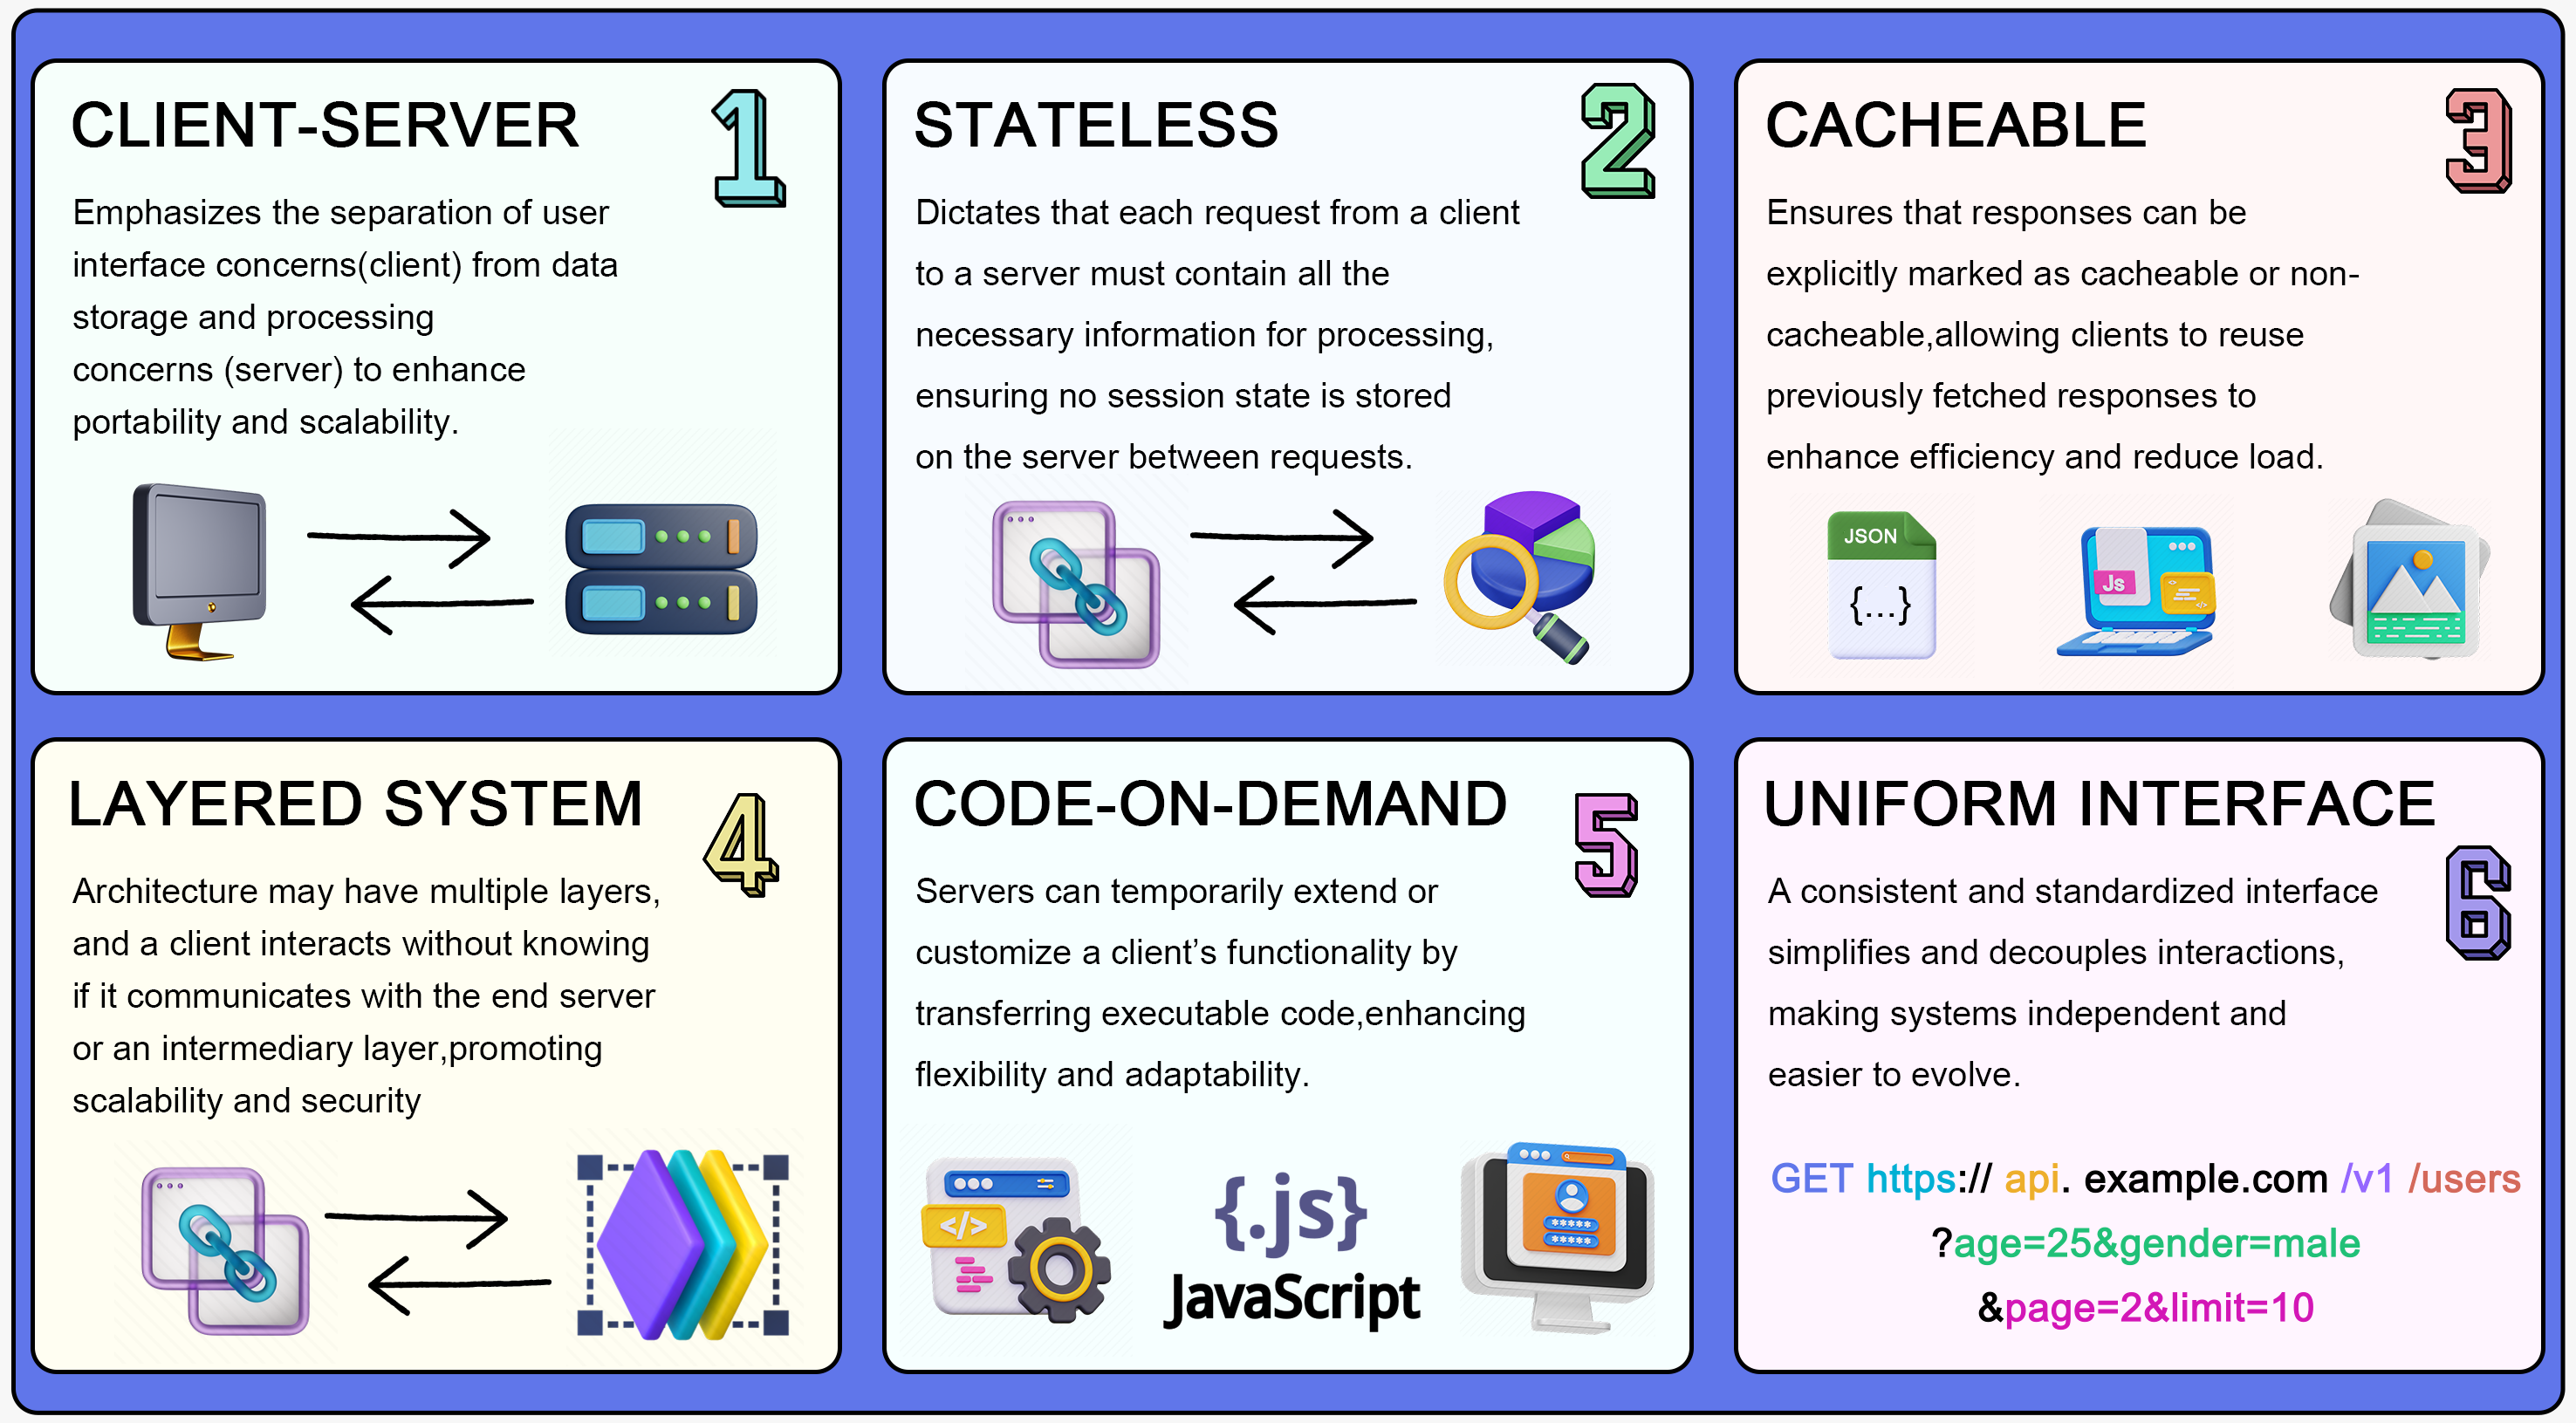 CLIENT-SERVER
1
Emphasizes the separation of user
interface concerns(client) from data
storage and processing
concerns (server) to enhance
portability and scalability.
STATELESS
2
Dictates that each request from a client
to a server must contain all the
necessary information for processing,
ensuring no session state is stored
on the server between requests.
CACHEABLE
3
Ensures that responses can be
explicitly marked as cacheable or non-
cacheable,allowing clients to reuse
previously fetched responses to
enhance efficiency and reduce load.
JSON
{...}
Js
</>
LAYERED SYSTEM
4
Architecture may have multiple layers,
and a client interacts without knowing
if it communicates with the end server
or an intermediary layer,promoting
scalability and security
CODE-ON-DEMAND
5
Servers can temporarily extend or
customize a client’s functionality by
transferring executable code,enhancing
flexibility and adaptability.
</>
{.js}
JavaScript
*****
*****
UNIFORM INTERFACE
6
A consistent and standardized interface
simplifies and decouples interactions,
making systems independent and
easier to evolve.
GET https:// api. example.com /v1 /users
?age=25&gender=male
&page=2&limit=10